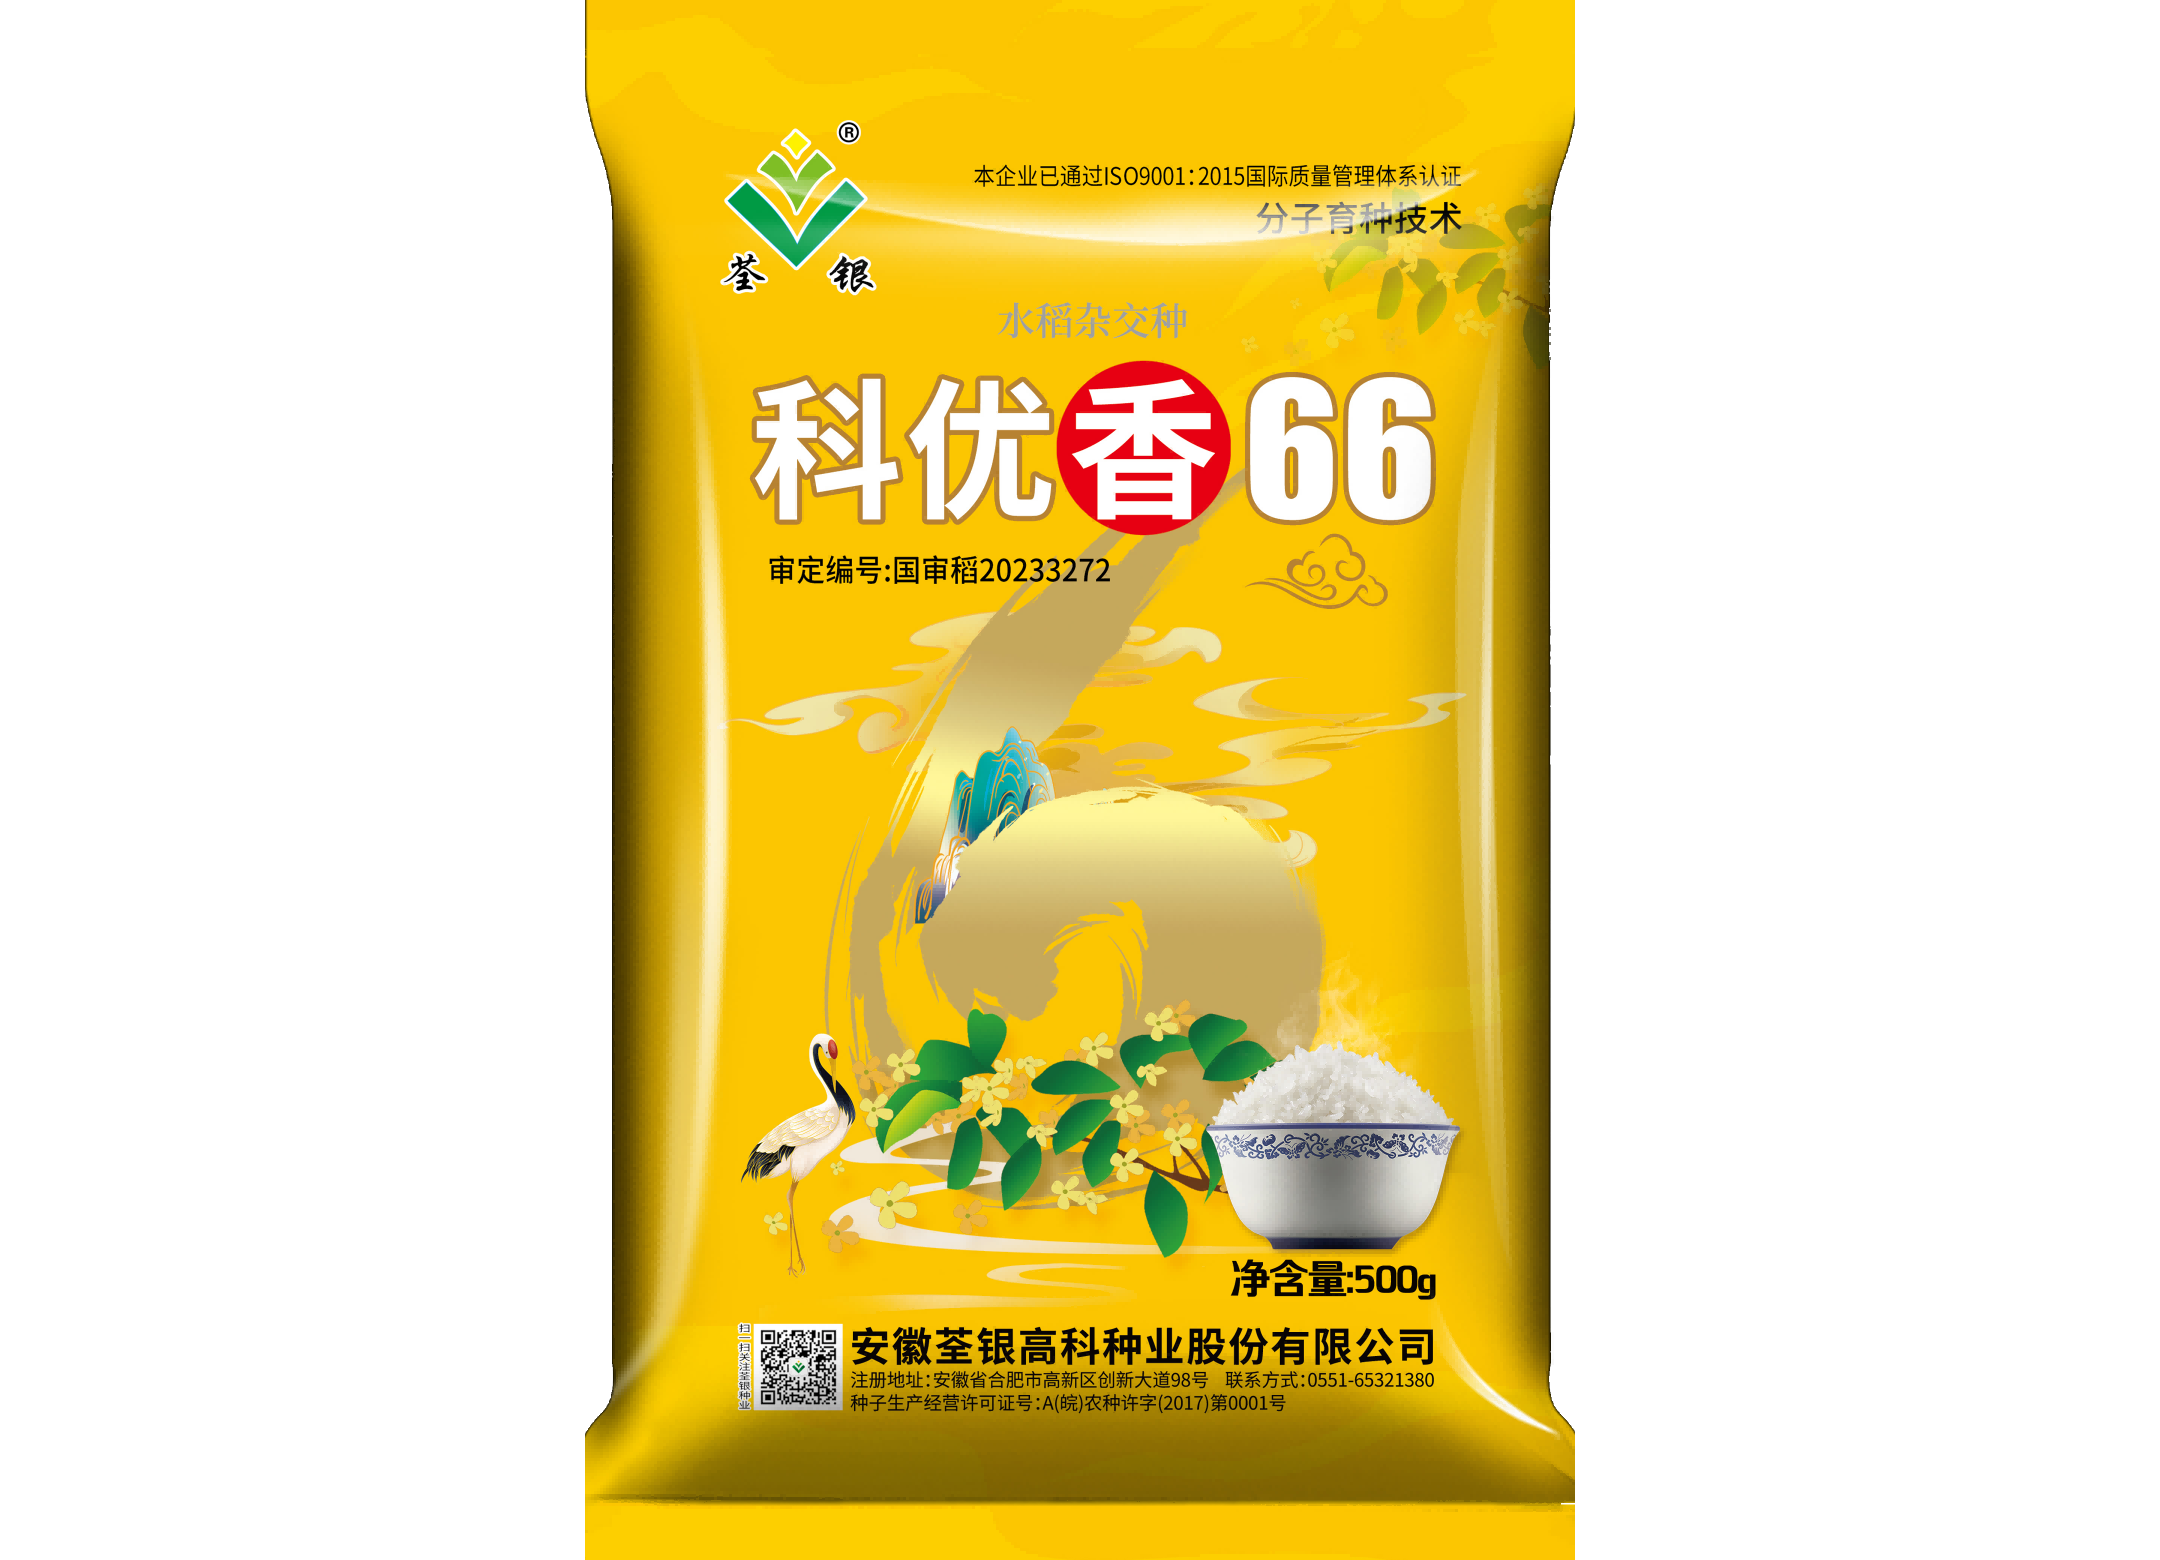 ®
荃 银
本企业已通过ISO9001:2015国际质量管理体系认证
分子育种技术
水稻杂交种
科优香66
审定编号:国审稻20233272
净含量:500g
扫一扫关注荃银种业
安徽荃银高科种业股份有限公司
注册地址:安徽省合肥市高新区创新大道98号 联系方式:0551-65321380
种子生产经营许可证号:A(皖)农种许字(2017)第0001号